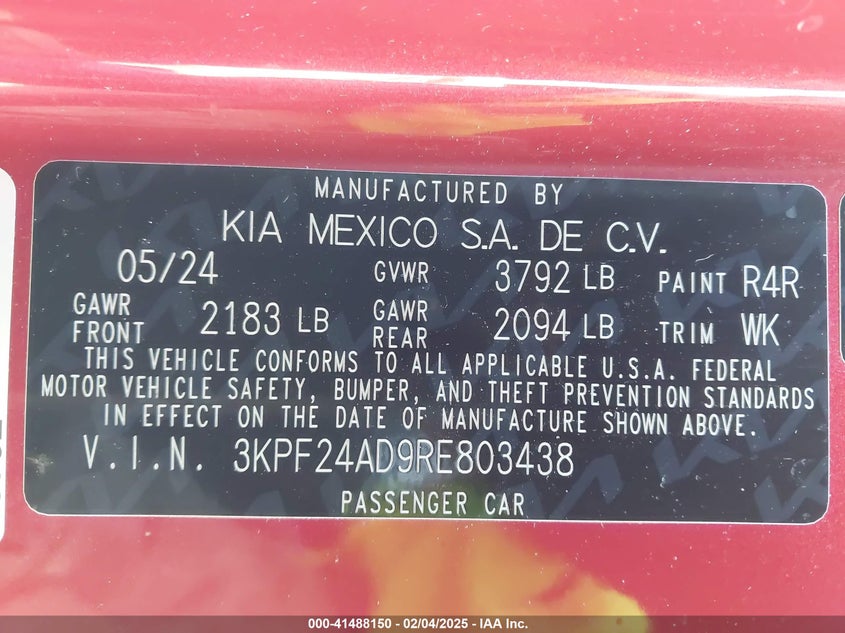 MANUFACTURED BY
KIA MEXICO S.A. DE C.V.
05/24 GVWR 3792 LB PAINT R4R
GAWR FRONT 2183 LB GAWR REAR 2094 LB TRIM WK
THIS VEHICLE CONFORMS TO ALL APPLICABLE U.S.A. FEDERAL
MOTOR VEHICLE SAFETY, BUMPER, AND THEFT PREVENTION STANDARDS
IN EFFECT ON THE DATE OF MANUFACTURE SHOWN ABOVE.
V.I.N. 3KPF24AD9RE803438
PASSENGER CAR
000-41488150 - 02/04/2025 - IAA Inc.